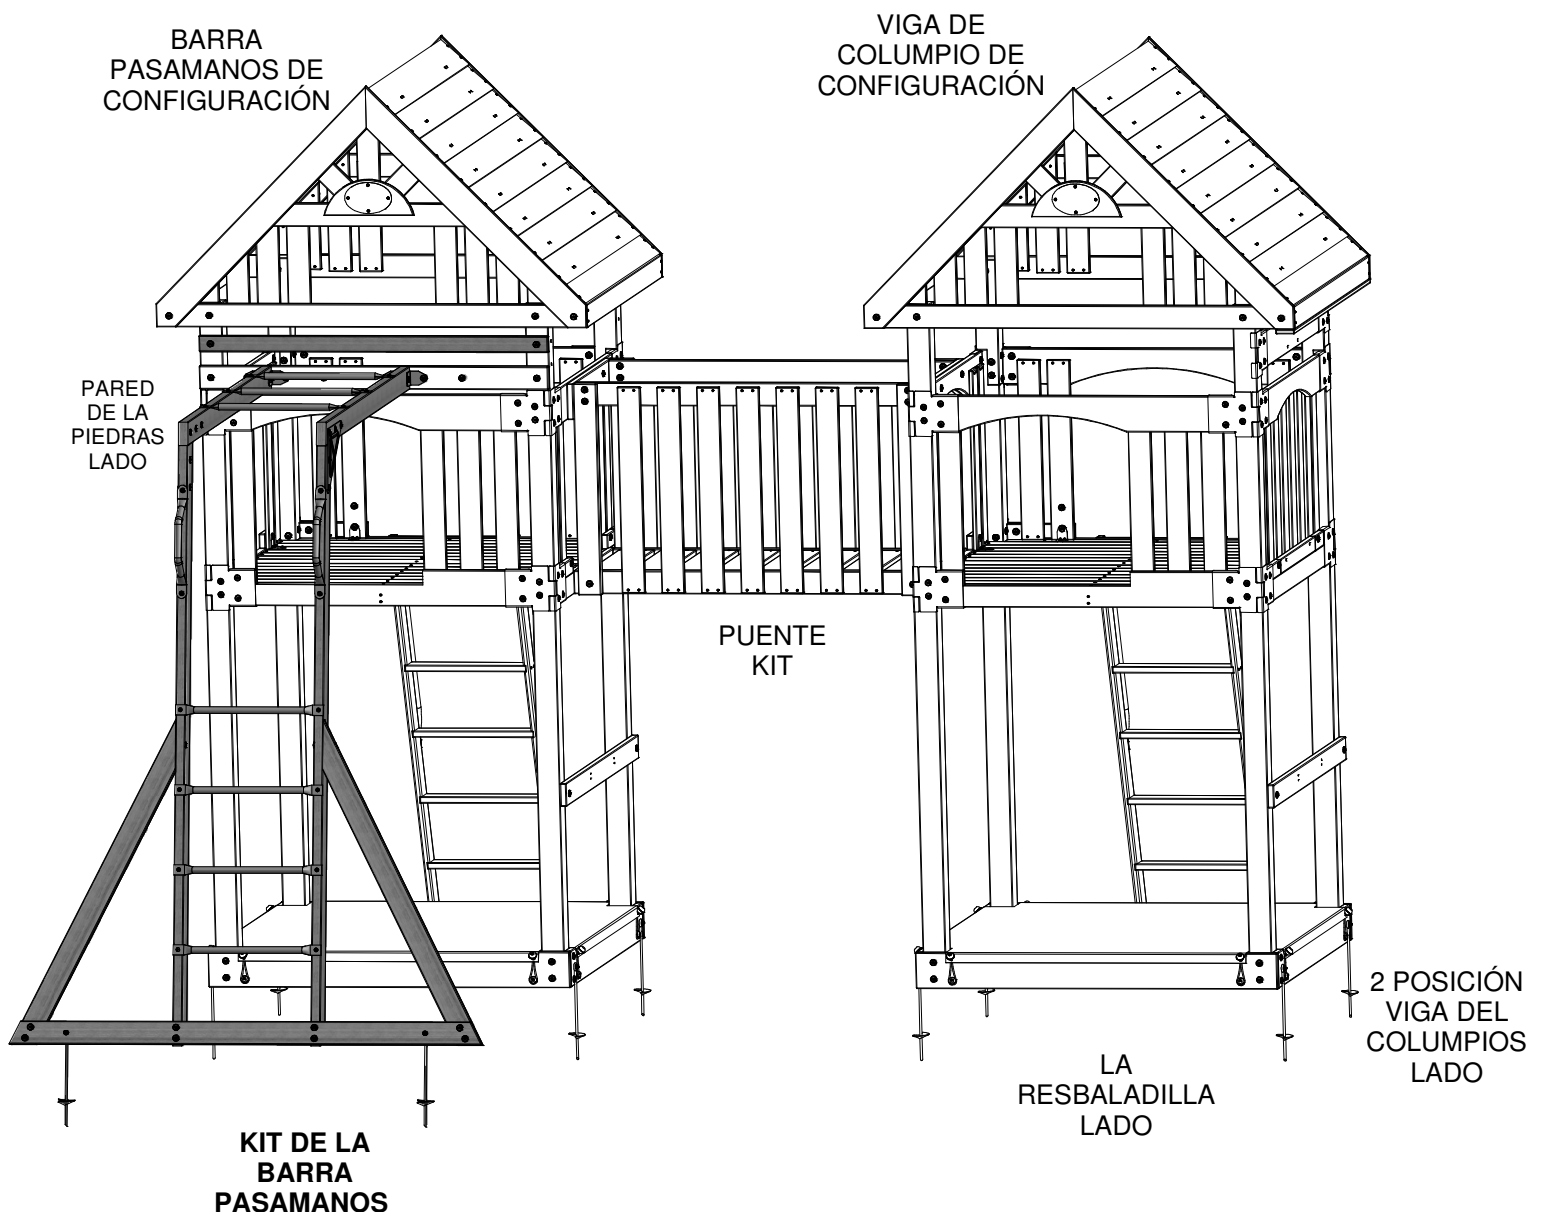 BARRA
PASAMANOS DE
CONFIGURACIÓN
VIGA DE
COLUMPIO DE
CONFIGURACIÓN
PARED
DE LA
PIEDRAS
LADO
PUENTE
KIT
2 POSICIÓN
VIGA DEL
COLUMPIOS
LADO
LA
RESBALADILLA
LADO
KIT DE LA
BARRA
PASAMANOS